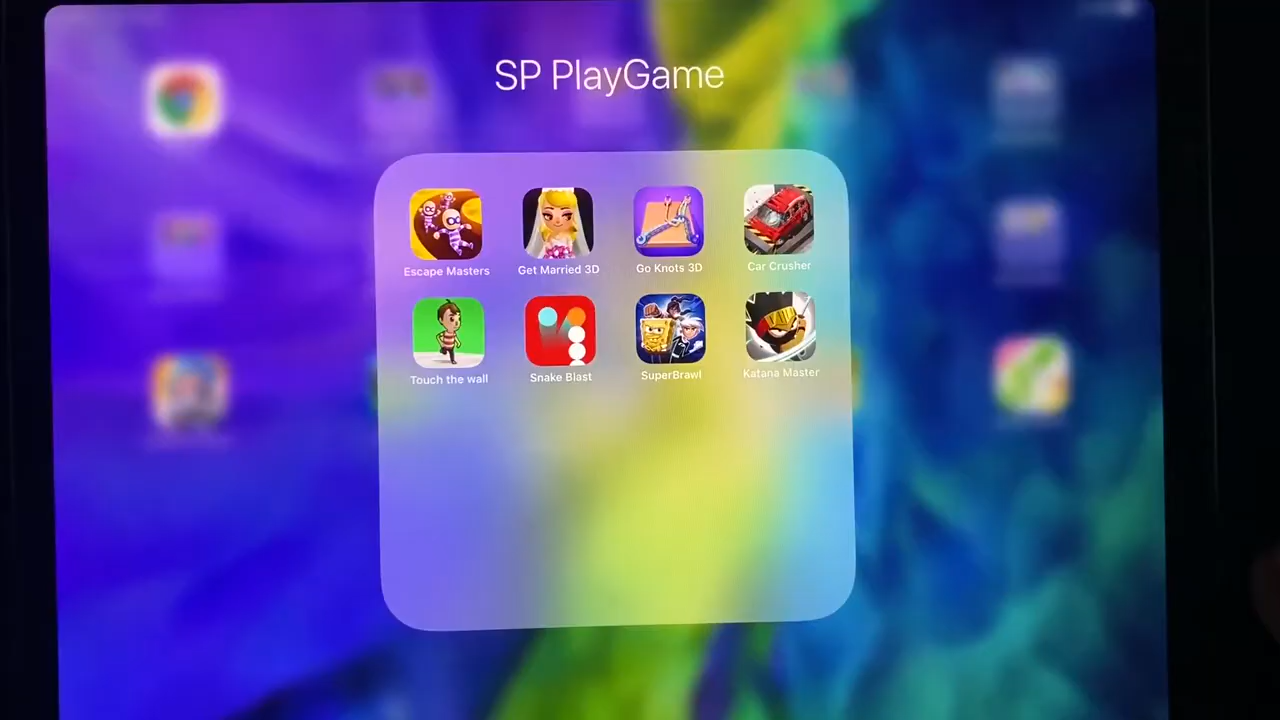 SP PlayGame
Escape Masters
Get Married 3D
Go Knots 3D
Car Crusher
Touch the wall
Snake Blast
SuperBrawl
Katana Master